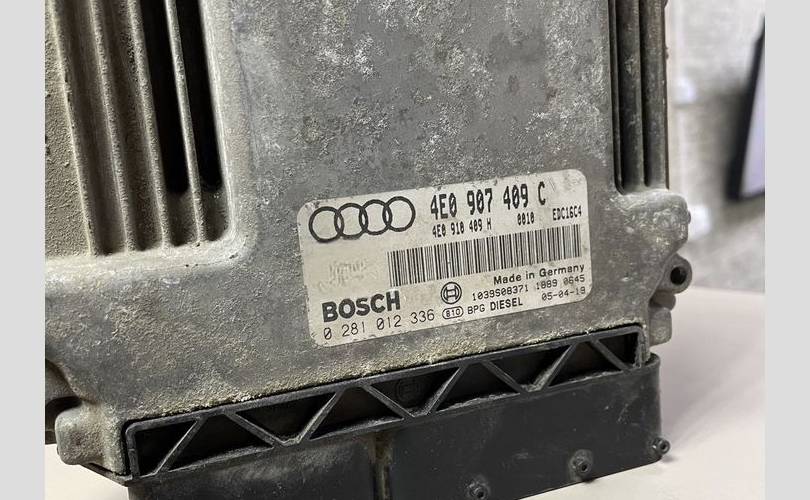 4E0 907 409 C
4E0 910 409 H 0010 EDC16C4
Made in Germany
BOSCH 1039S08371 1889 0645
0 281 012 336 810 BPG DIESEL 05-04-19